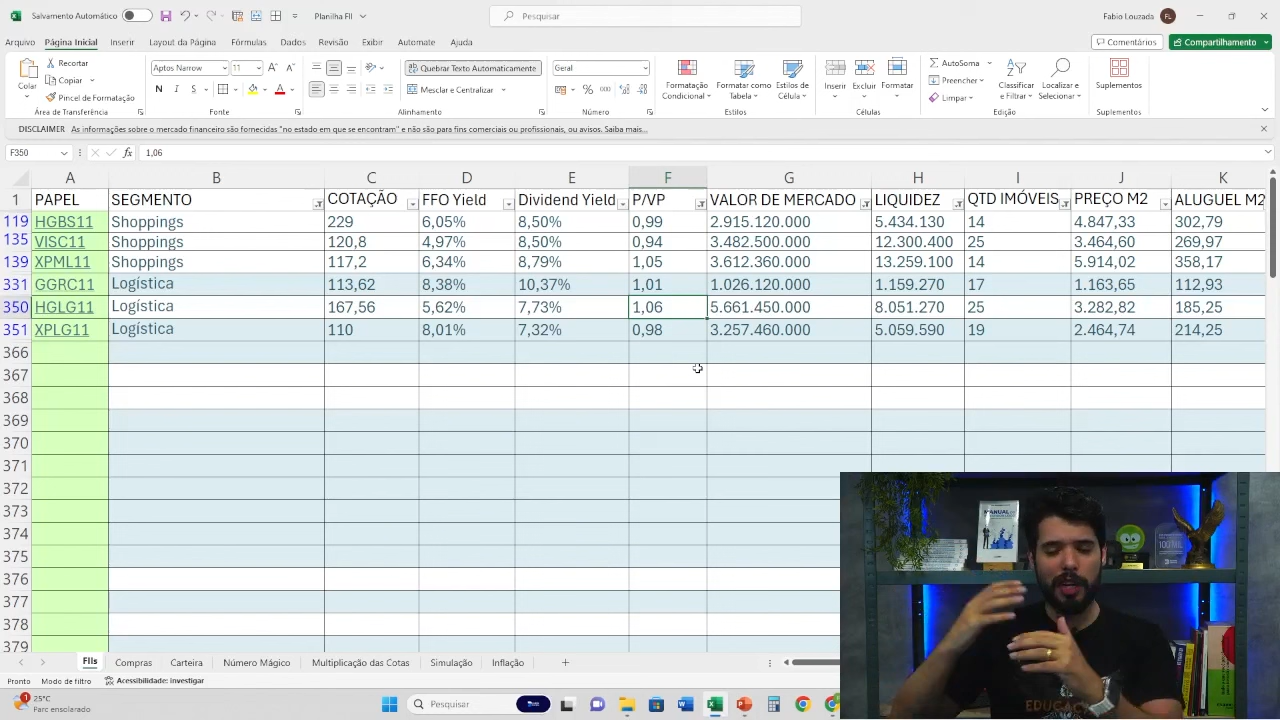 Salvamento Automático
Planilha FII
Pesquisar
Fabio Louzada
FL
Arquivo Página Inicial Inserir Layout da Página Fórmulas Dados Revisão Exibir Automate Ajuda
Comentários
Compartilhamento
Colar
Recortar
Copiar
Pincel de Formatação
Área de Transferência
Aptos Narrow
11
N I S
Fonte
Quebrar Texto Automaticamente
Mesclar e Centralizar
Alinhamento
Geral
Número
Formatação Condicional
Formatar como Tabela
Estilos de Célula
Estilos
Inserir Excluir Formatar
Células
AutoSoma
Preencher
Limpar
Classificar e Filtrar
Localizar e Selecionar
Edição
Suplementos
Suplementos
DISCLAIMER As informações sobre o mercado financeiro são fornecidas "no estado em que se encontram" e não são para fins comerciais ou profissionais, ou avisos. Saiba mais...
F350
fx 1,06
A B C D E F G H I J K
1 PAPEL SEGMENTO COTAÇÃO FFO Yield Dividend Yield P/VP VALOR DE MERCADO LIQUIDEZ QTD IMÓVEIS PREÇO M2 ALUGUEL M2
119 HGBS11 Shoppings 229 6,05% 8,50% 0,99 2.915.120.000 5.434.130 14 4.847,33 302,79
135 VISC11 Shoppings 120,8 4,97% 8,50% 0,94 3.482.500.000 12.300.400 25 3.464,60 269,97
139 XPML11 Shoppings 117,2 6,34% 8,79% 1,05 3.612.360.000 13.259.100 14 5.914,02 358,17
331 GGRC11 Logística 113,62 8,38% 10,37% 1,01 1.026.120.000 1.159.270 17 1.163,65 112,93
350 HGLG11 Logística 167,56 5,62% 7,73% 1,06 5.661.450.000 8.051.270 25 3.282,82 185,25
351 XPLG11 Logística 110 8,01% 7,32% 0,98 3.257.460.000 5.059.590 19 2.464,74 214,25
366
367
368
369
370
371
372
373
374
375
376
377
378
379
MANUAL
100 MIL
EDUCAÇ
FIIs Compras Carteira Número Mágico Multiplicação das Cotas Simulação Inflação
Pronto Modo de filtro Acessibilidade: investigar
1
25°C
Parc ensolarado
Pesquisar